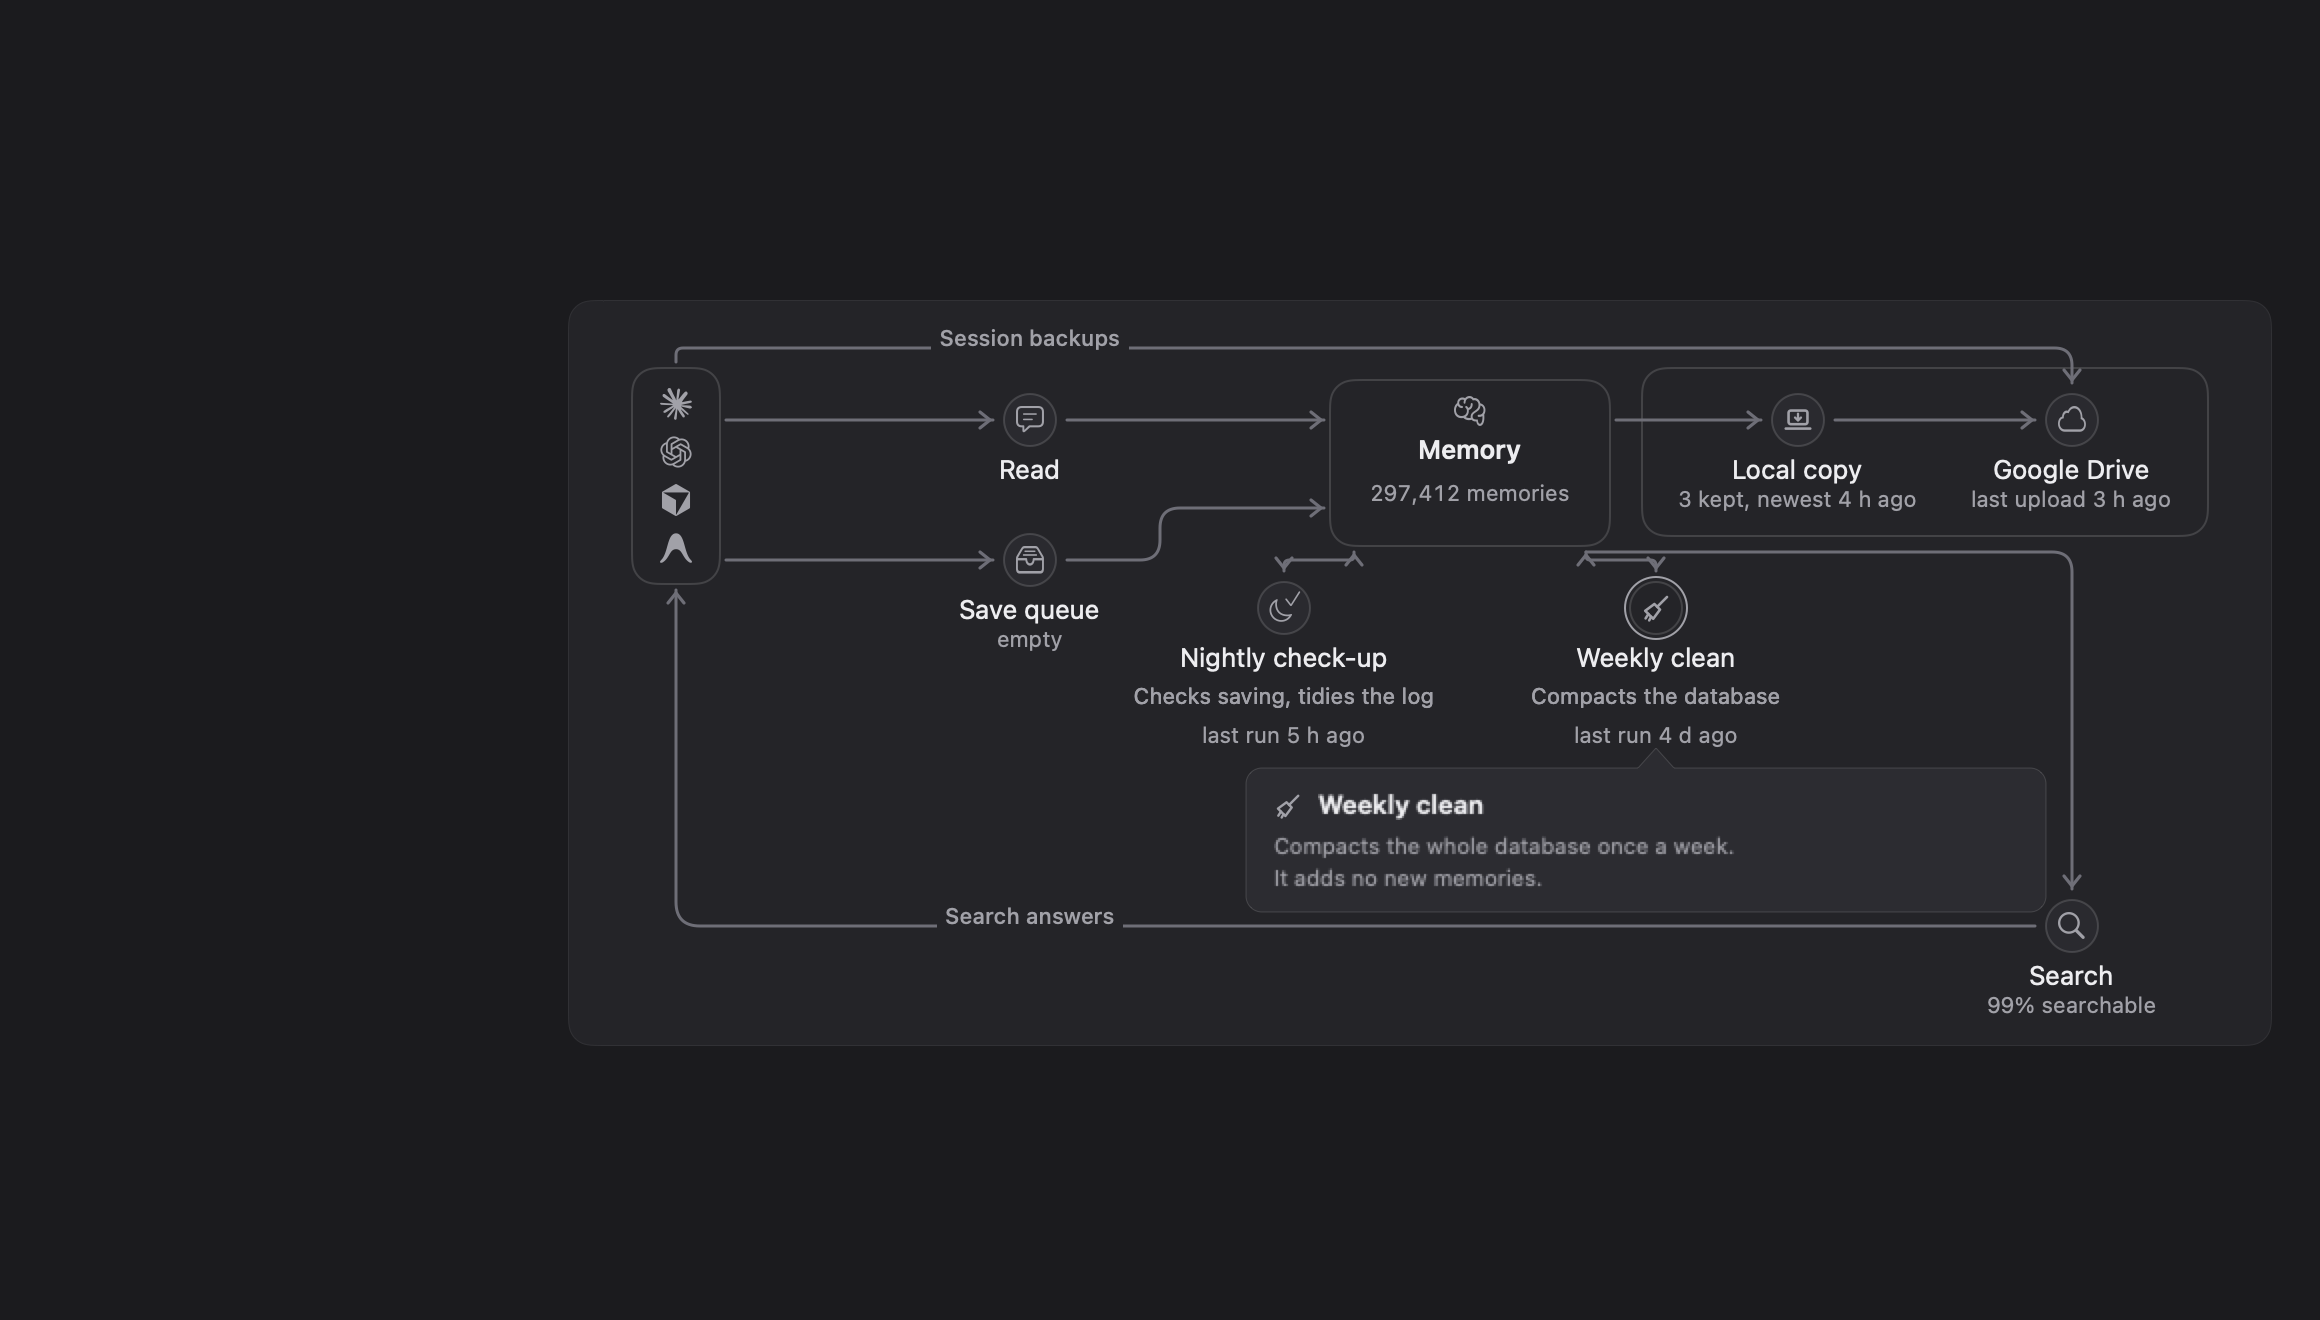 Session backups
Read
Memory
297,412 memories
Local copy
3 kept, newest 4 h ago
Google Drive
last upload 3 h ago
Save queue
empty
Nightly check-up
Checks saving, tidies the log
last run 5 h ago
Weekly clean
Compacts the database
last run 4 d ago
Weekly clean
Compacts the whole database once a week.
It adds no new memories.
Search answers
Search
99% searchable